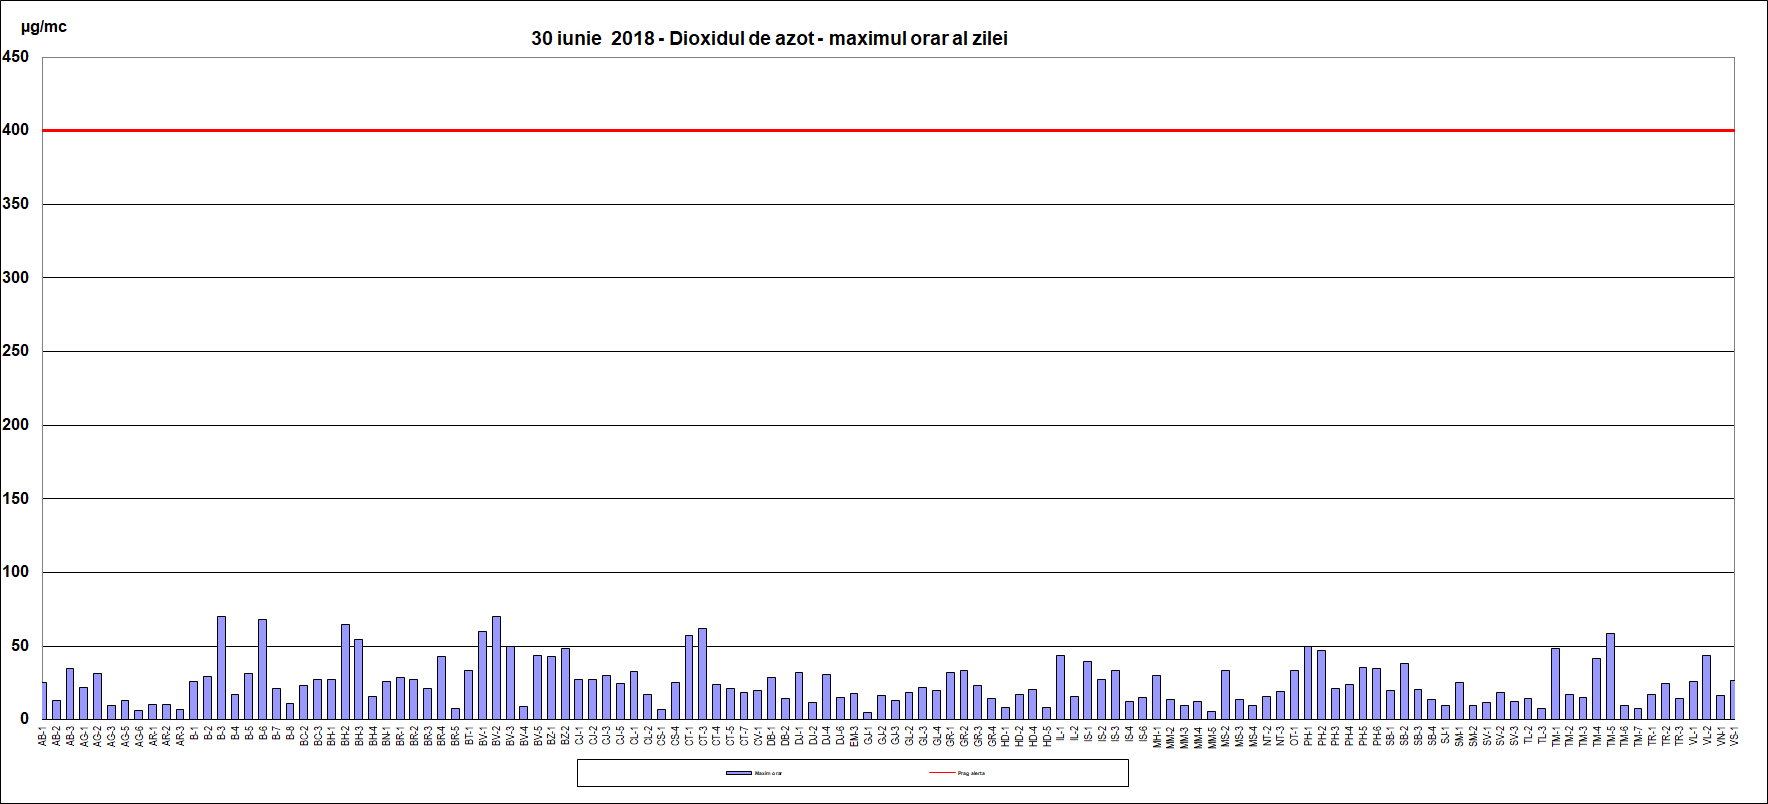 µg/mc
30 iunie 2018 - Dioxidul de azot - maximul orar al zilei
450
400
350
300
250
200
150
100
50
0
AB-1 AB-2 AB-3 AG-1 AG-2 AG-3 AG-5 AG-6 AR-1 AR-2 AR-3 B-1 B-2 B-3 B-4 B-5 B-6 B-7 B-8 BC-2 BC-3 BH-1 BH-2 BH-3 BH-4 BN-1 BR-1 BR-2 BR-3 BR-4 BR-5 BT-1 BV-1 BV-2 BV-3 BV-4 BV-5 BZ-1 BZ-2 CJ-1 CJ-2 CJ-3 CJ-5 CL-1 CL-2 CS-1 CS-4 CT-1 CT-3 CT-4 CT-5 CT-7 CV-1 DB-1 DB-2 DJ-1 DJ-2 DJ-4 DJ-6 EM-3 GJ-1 GJ-2 GJ-3 GL-2 GL-3 GL-4 GR-1 GR-2 GR-3 GR-4 HD-1 HD-2 HD-4 HD-5 IL-1 IL-2 IS-1 IS-2 IS-3 IS-4 IS-6 MH-1 MM-2 MM-3 MM-4 MM-5 MS-2 MS-3 MS-4 NT-2 NT-3 OT-1 PH-1 PH-2 PH-3 PH-4 PH-5 PH-6 SB-1 SB-2 SB-3 SB-4 SJ-1 SM-1 SM-2 SV-1 SV-2 SV-3 TL-2 TL-3 TM-1 TM-2 TM-3 TM-4 TM-5 TM-6 TM-7 TR-1 TR-2 TR-3 VL-1 VL-2 VN-1 VS-1
Maxim orar Prag alerta